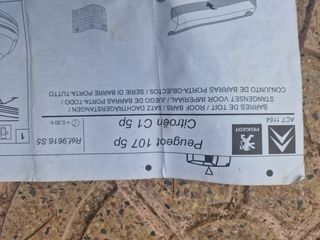 ACT 1164
BARRES DE TOIT / ROOF BARS / SATZ DACHTRÄGERSTANGEN /
STANGENSET VOOR IMPERIAAL / JUEGO DE BARRAS PORTA-TODO /
CONJUNTO DE BARRAS PORTA-OBJECTOS / SERIE DI BARRE PORTA-TUTTO
PEUGEOT
Peugeot 107 5p
Citroën C1 5p
Réf.9616.S5
= 0.30 h
1